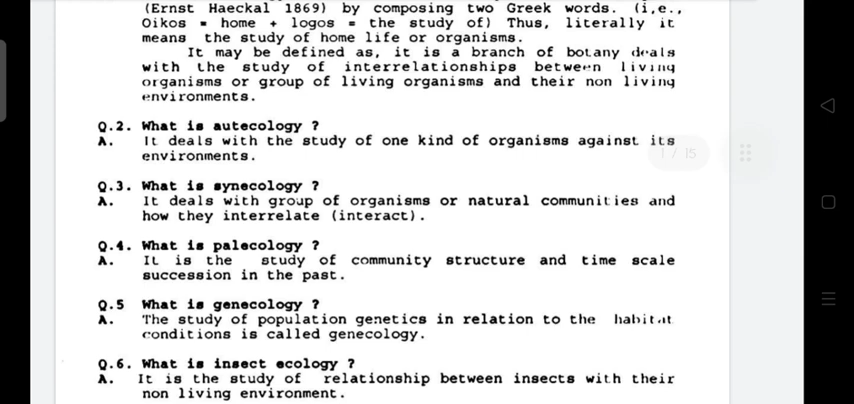 (Ernst Haeckal 1869) by composing two Greek words. (i,e.,
Oikos = home + logos = the study of) Thus, literally it
means the study of home life or organisms.
It may be defined as, it is a branch of botany deals
with the study of interrelationships between living
organisms or group of living organisms and their non living
environments.
Q.2. What is autecology ?
A. It deals with the study of one kind of organisms against its
environments.
1 / 15
Q.3. What is synecology ?
A. It deals with group of organisms or natural communities and
how they interrelate (interact).
Q.4. What is palecology ?
A. It is the study of community structure and time scale
succession in the past.
Q.5 What is genecology ?
A. The study of population genetics in relation to the habitat
conditions is called genecology.
Q.6. What is insect ecology ?
A. It is the study of relationship between insects with their
non living environment.